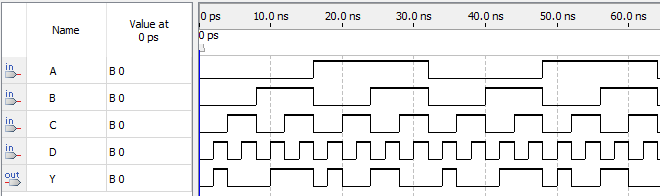 Name Value at 0 ps
0 ps 10.0 ns 20.0 ns 30.0 ns 40.0 ns 50.0 ns 60.0 ns
0 ps
in A B 0
in B B 0
in C B 0
in D B 0
out Y B 0